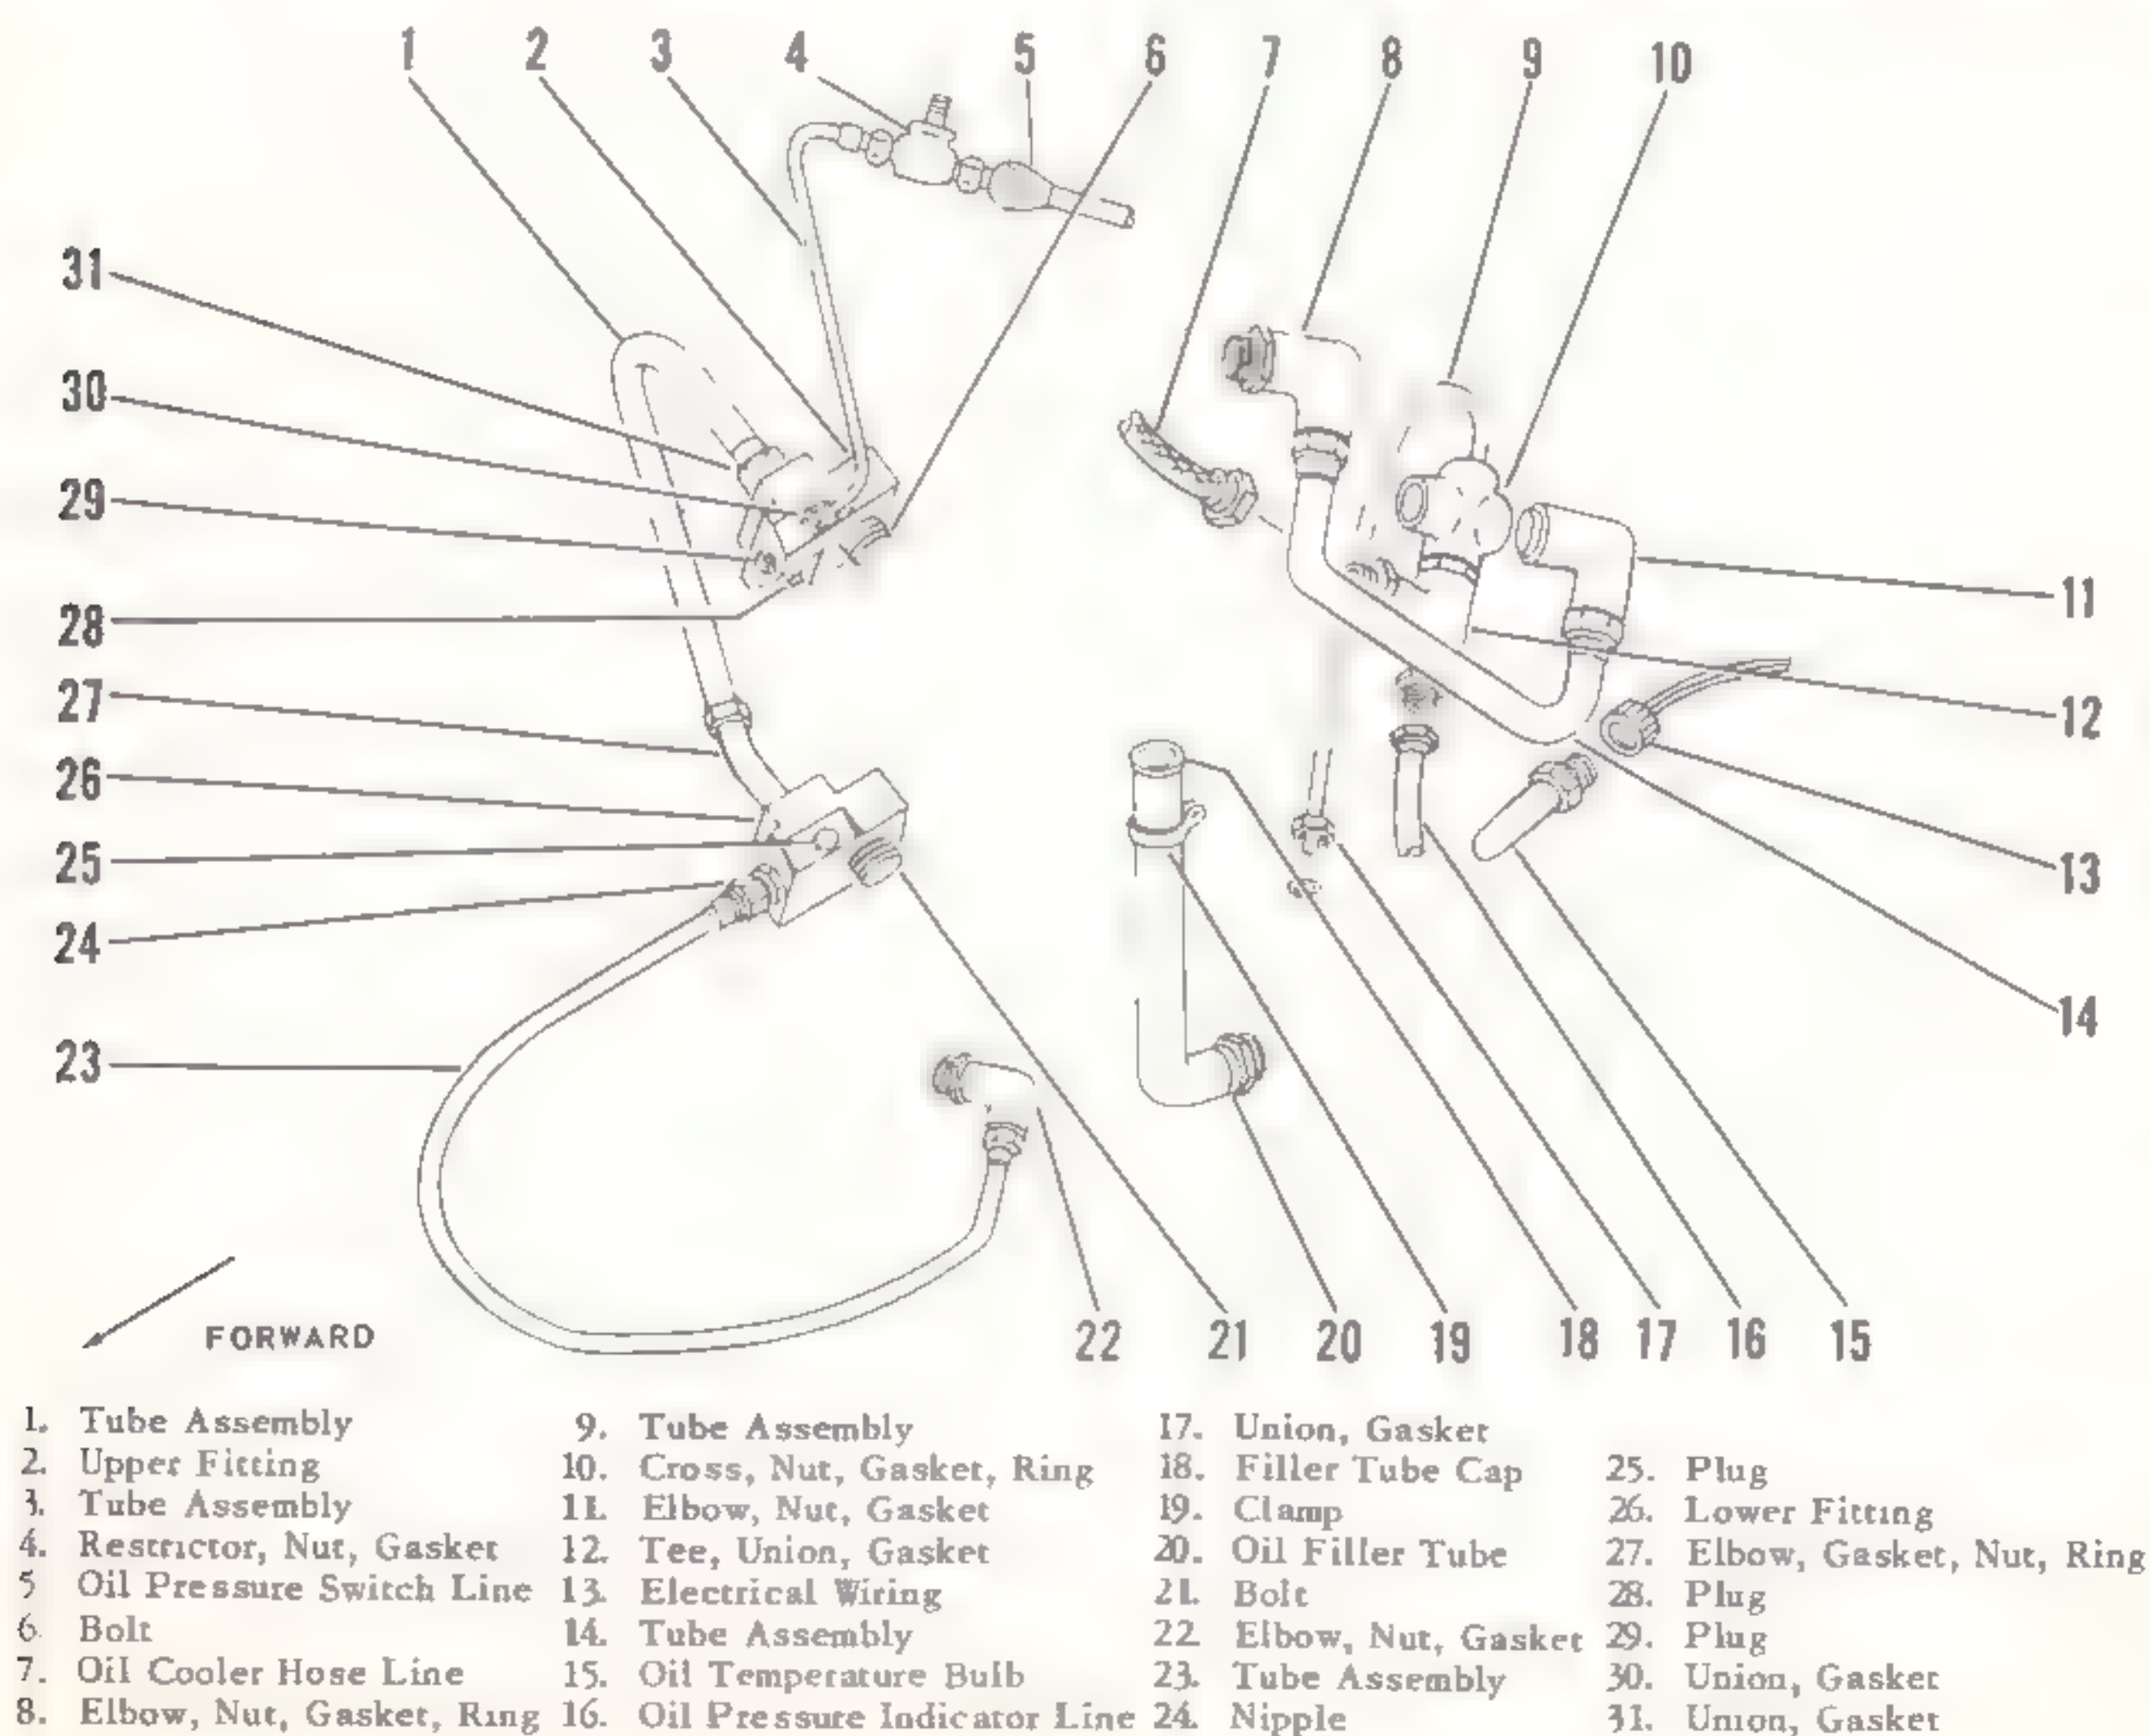 1 2 3 4 5 6 7 8 9 10
31
30
29
28
27
26
25
24
23
11
12
13
14
FORWARD
22 21 20 19 18 17 16 15
1. Tube Assembly
2. Upper Fitting
3. Tube Assembly
4. Restrictor, Nut, Gasket
5 Oil Pressure Switch Line
6. Bolt
7. Oil Cooler Hose Line
8. Elbow, Nut, Gasket, Ring
9. Tube Assembly
10. Cross, Nut, Gasket, Ring
11. Elbow, Nut, Gasket
12. Tee, Union, Gasket
13. Electrical Wiring
14. Tube Assembly
15. Oil Temperature Bulb
16. Oil Pressure Indicator Line
17. Union, Gasket
18. Filler Tube Cap
19. Clamp
20. Oil Filler Tube
21. Bolt
22 Elbow, Nut, Gasket
23. Tube Assembly
24. Nipple
25. Plug
26. Lower Fitting
27. Elbow, Gasket, Nut, Ring
28. Plug
29. Plug
30. Union, Gasket
31. Union, Gasket